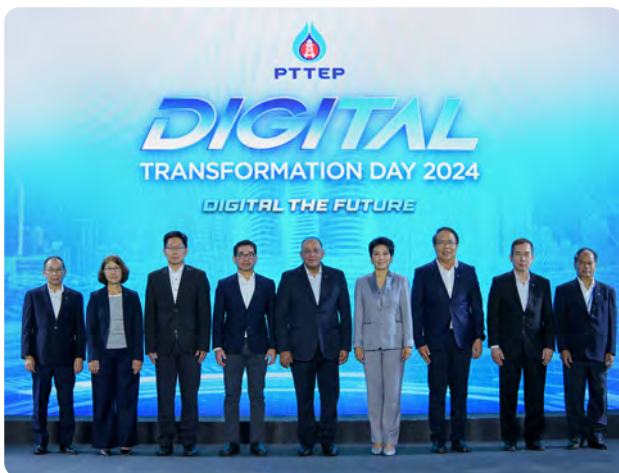 PTTEP
DIGITAL
TRANSFORMATION DAY 2024
DIGITAL THE FUTURE